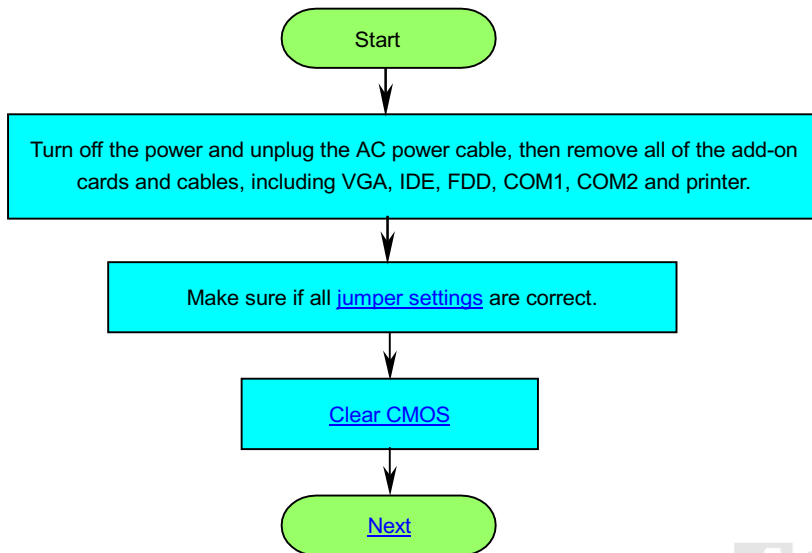 Start
Turn off the power and unplug the AC power cable, then remove all of the add-on
cards and cables, including VGA, IDE, FDD, COM1, COM2 and printer.
Make sure if all jumper settings are correct.
Clear CMOS
Next